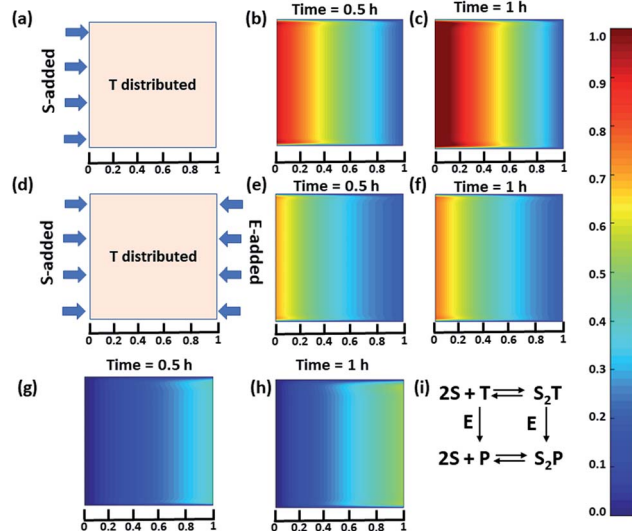 (a)
S-added
T distributed
0 0.2 0.4 0.6 0.8 1
(b)
Time = 0.5 h
0 0.2 0.4 0.6 0.8 1
(c)
Time = 1 h
0 0.2 0.4 0.6 0.8 1
(d)
S-added
T distributed
E-added
0 0.2 0.4 0.6 0.8 1
(e)
Time = 0.5 h
0 0.2 0.4 0.6 0.8 1
(f)
Time = 1 h
0 0.2 0.4 0.6 0.8 1
(g)
Time = 0.5 h
0 0.2 0.4 0.6 0.8 1
(h)
Time = 1 h
0 0.2 0.4 0.6 0.8 1
(i)
2S + T ⇌ S₂T
E E
2S + P ⇌ S₂P
1.0
0.9
0.8
0.7
0.6
0.5
0.4
0.3
0.2
0.1
0.0